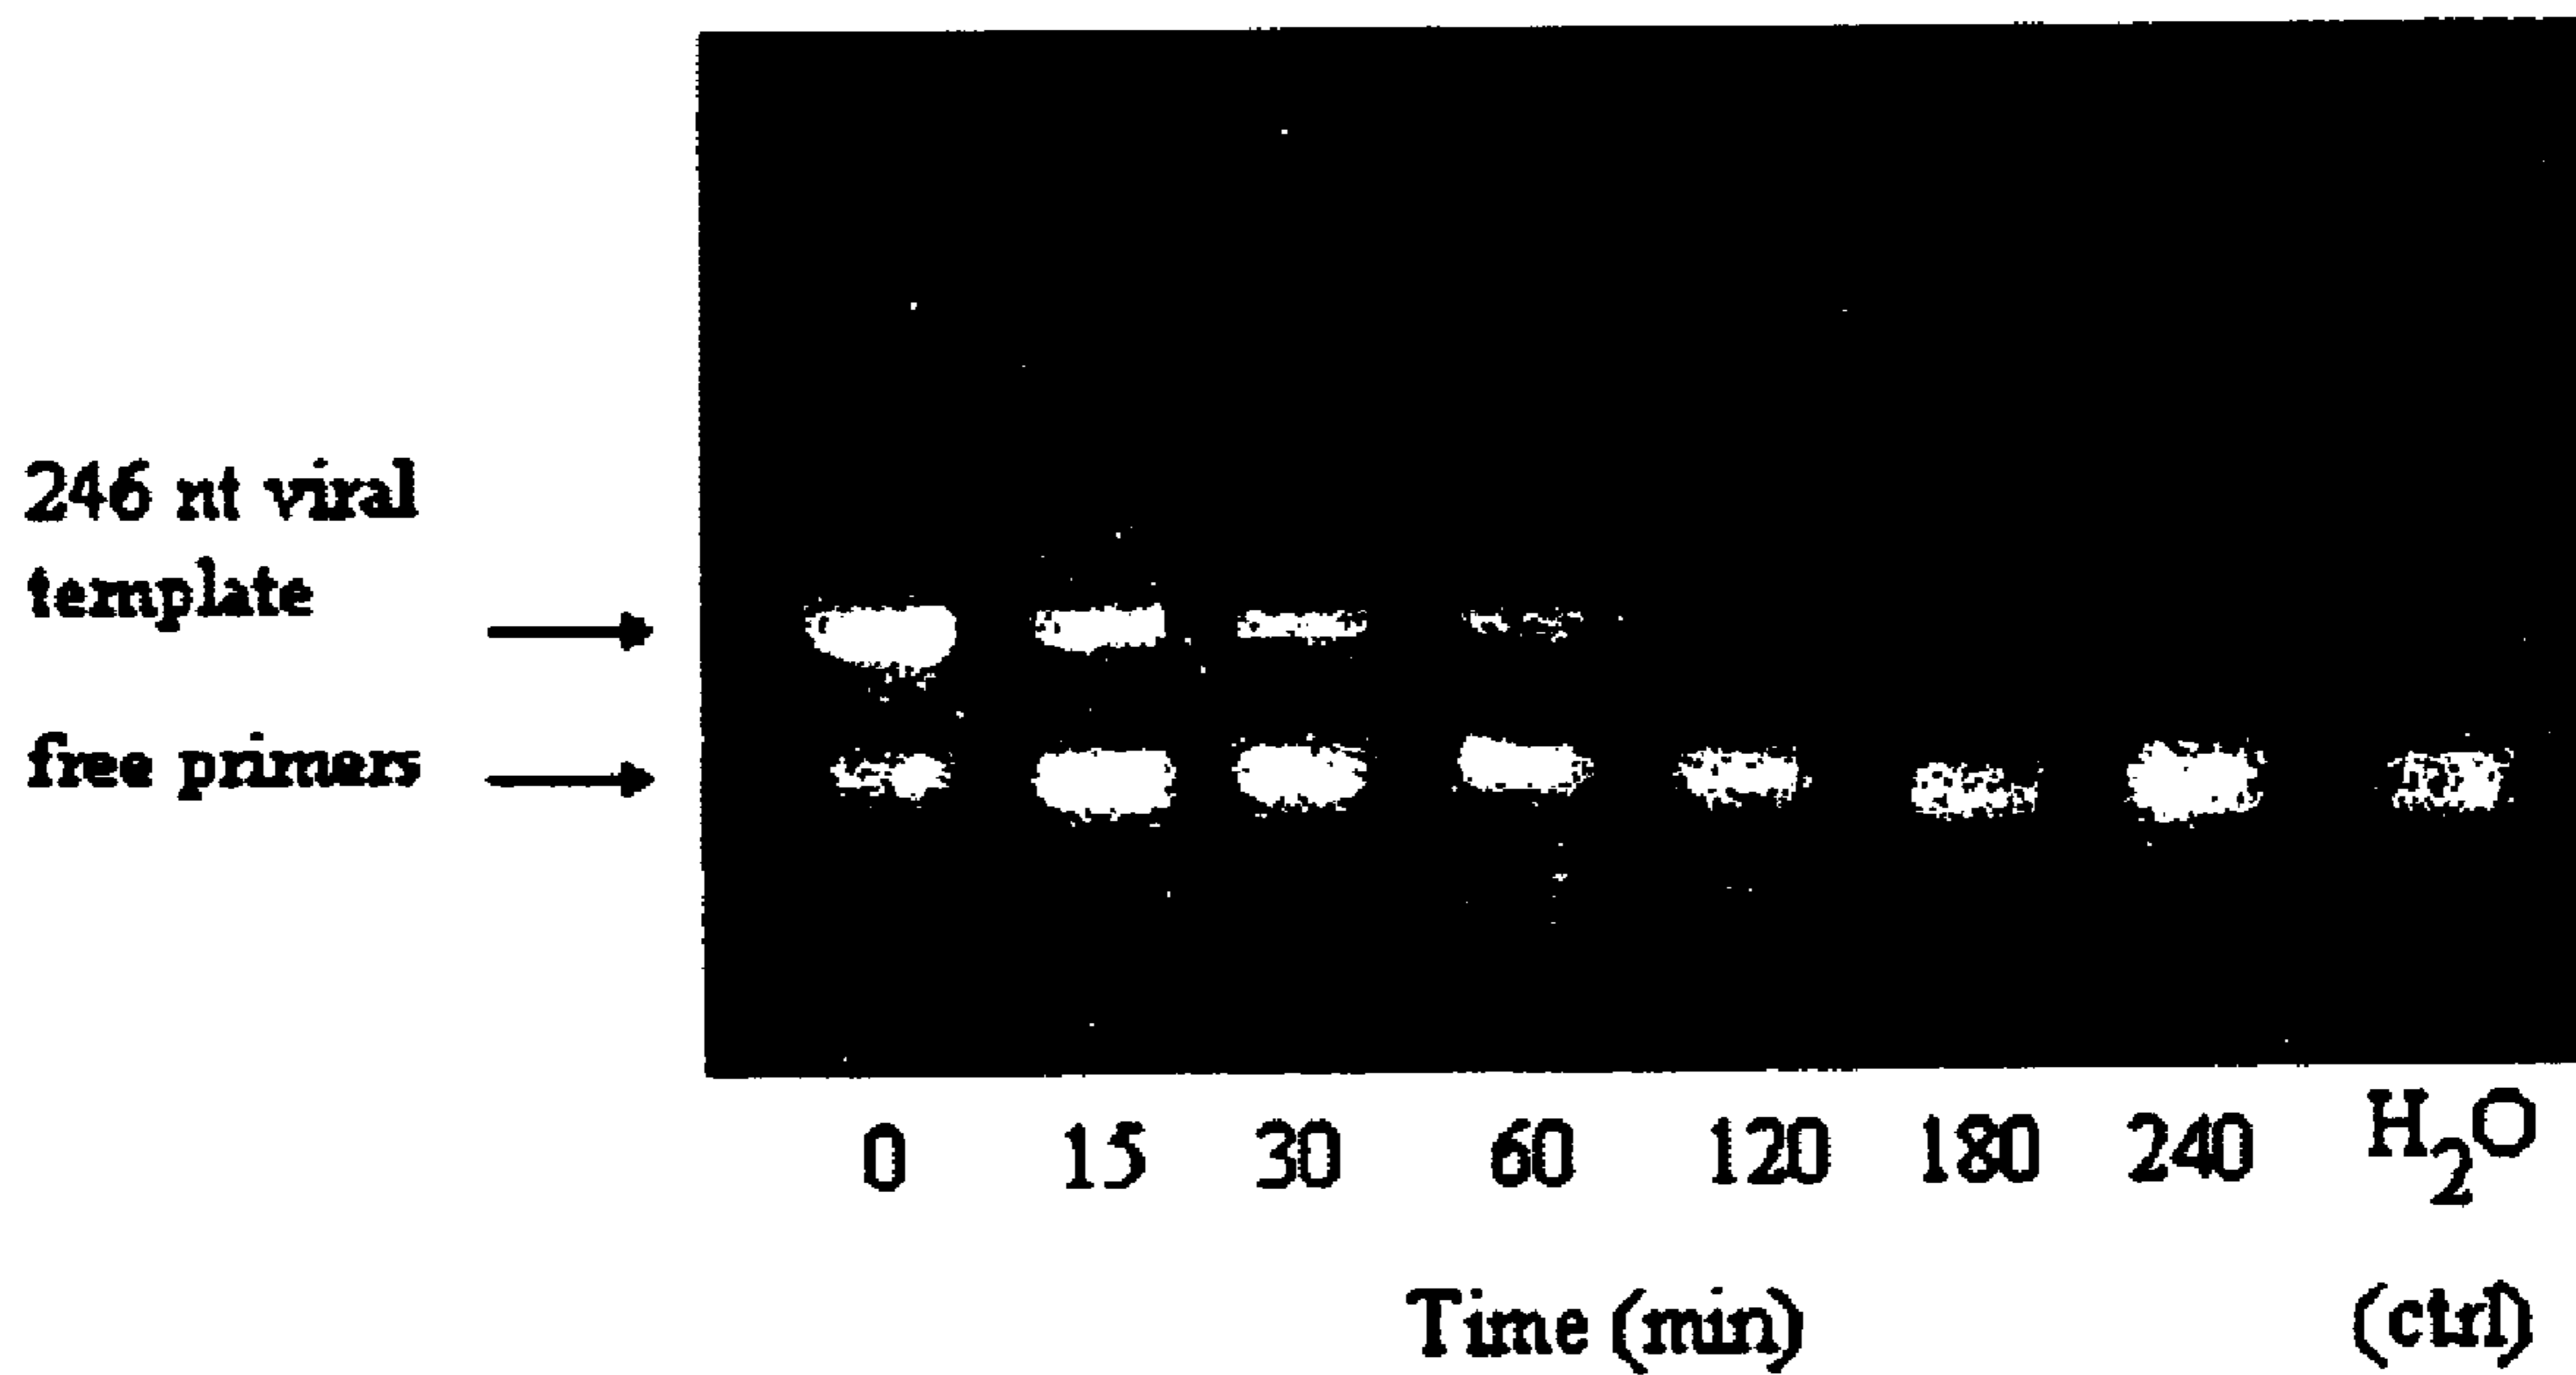 246 nt viral
template
free primers
0 15 30 60 120 180 240 H₂O
Time (min) (ctrl)